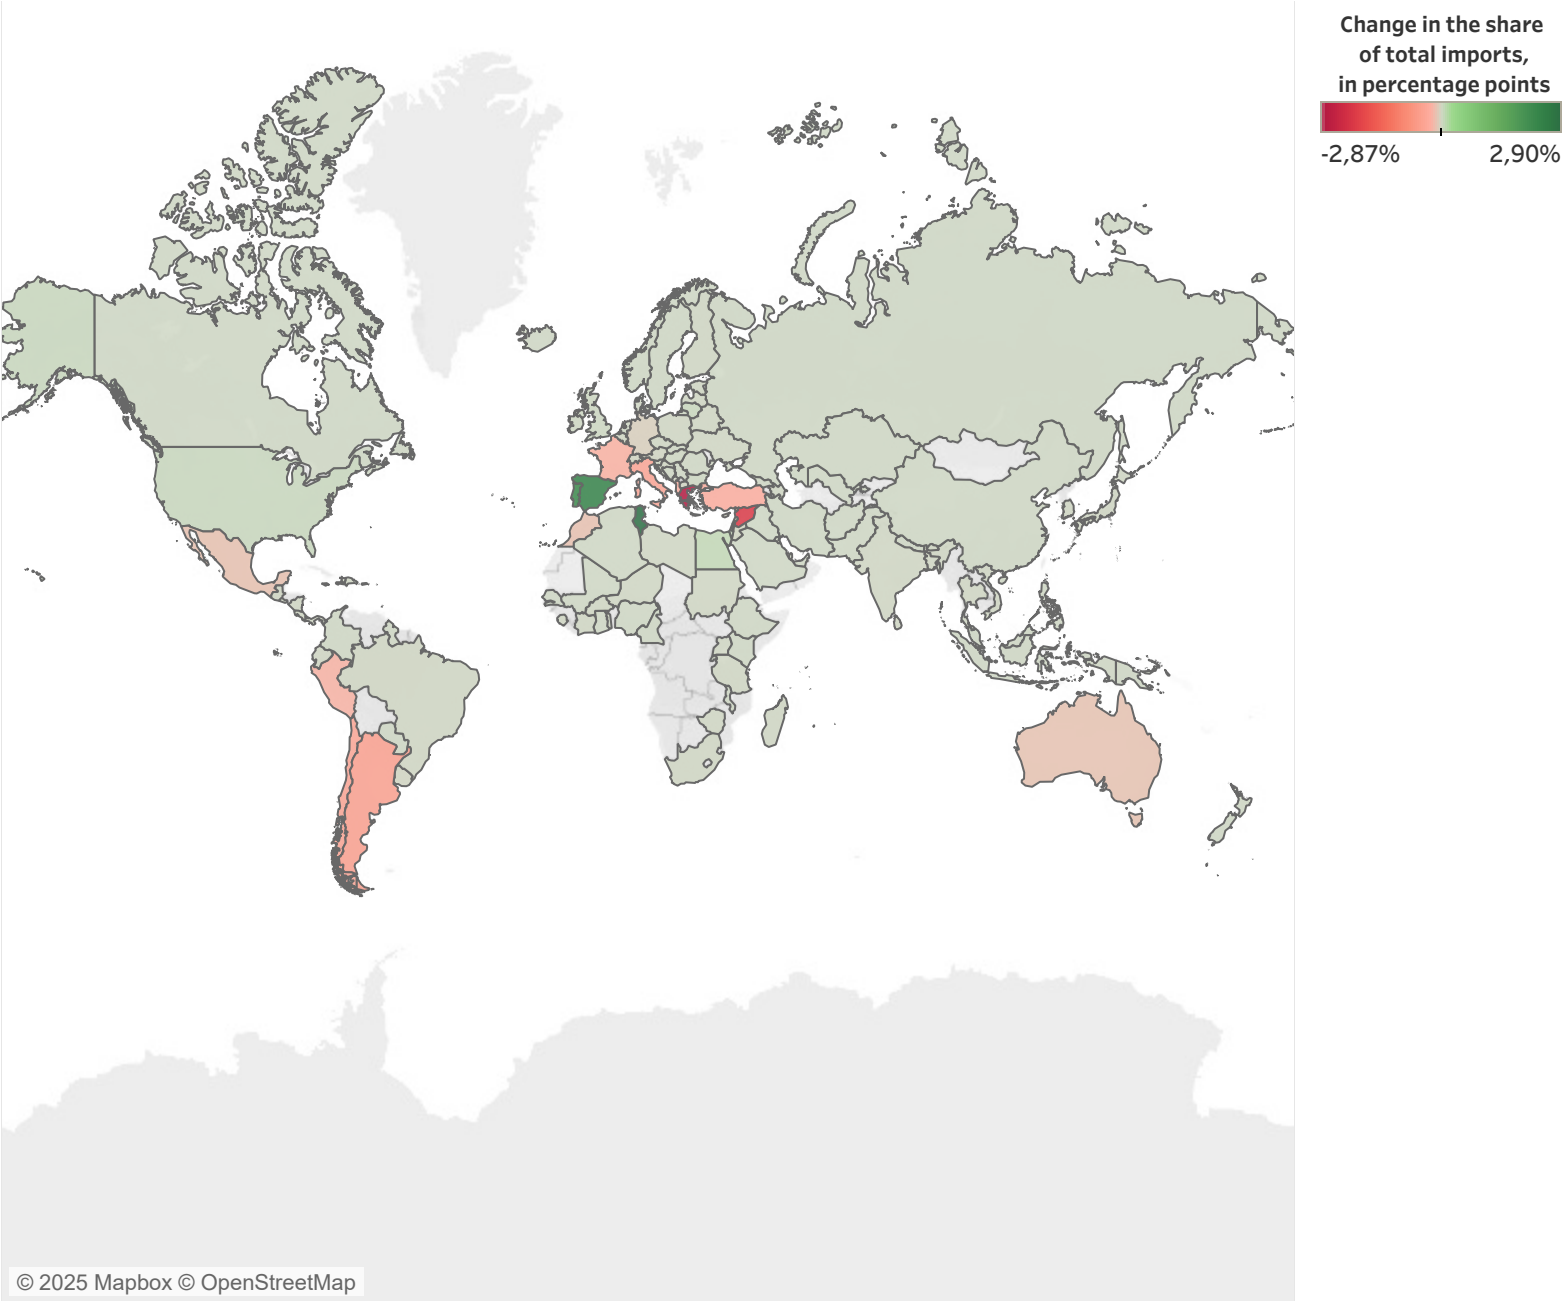 Change in the share
of total imports,
in percentage points
-2,87% 2,90%
© 2025 Mapbox © OpenStreetMap